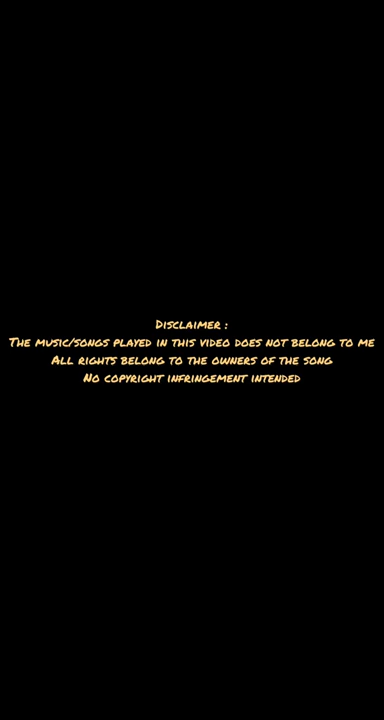 Disclaimer :
The music/songs played in this video does not belong to me
All rights belong to the owners of the song
No copyright infringement intended